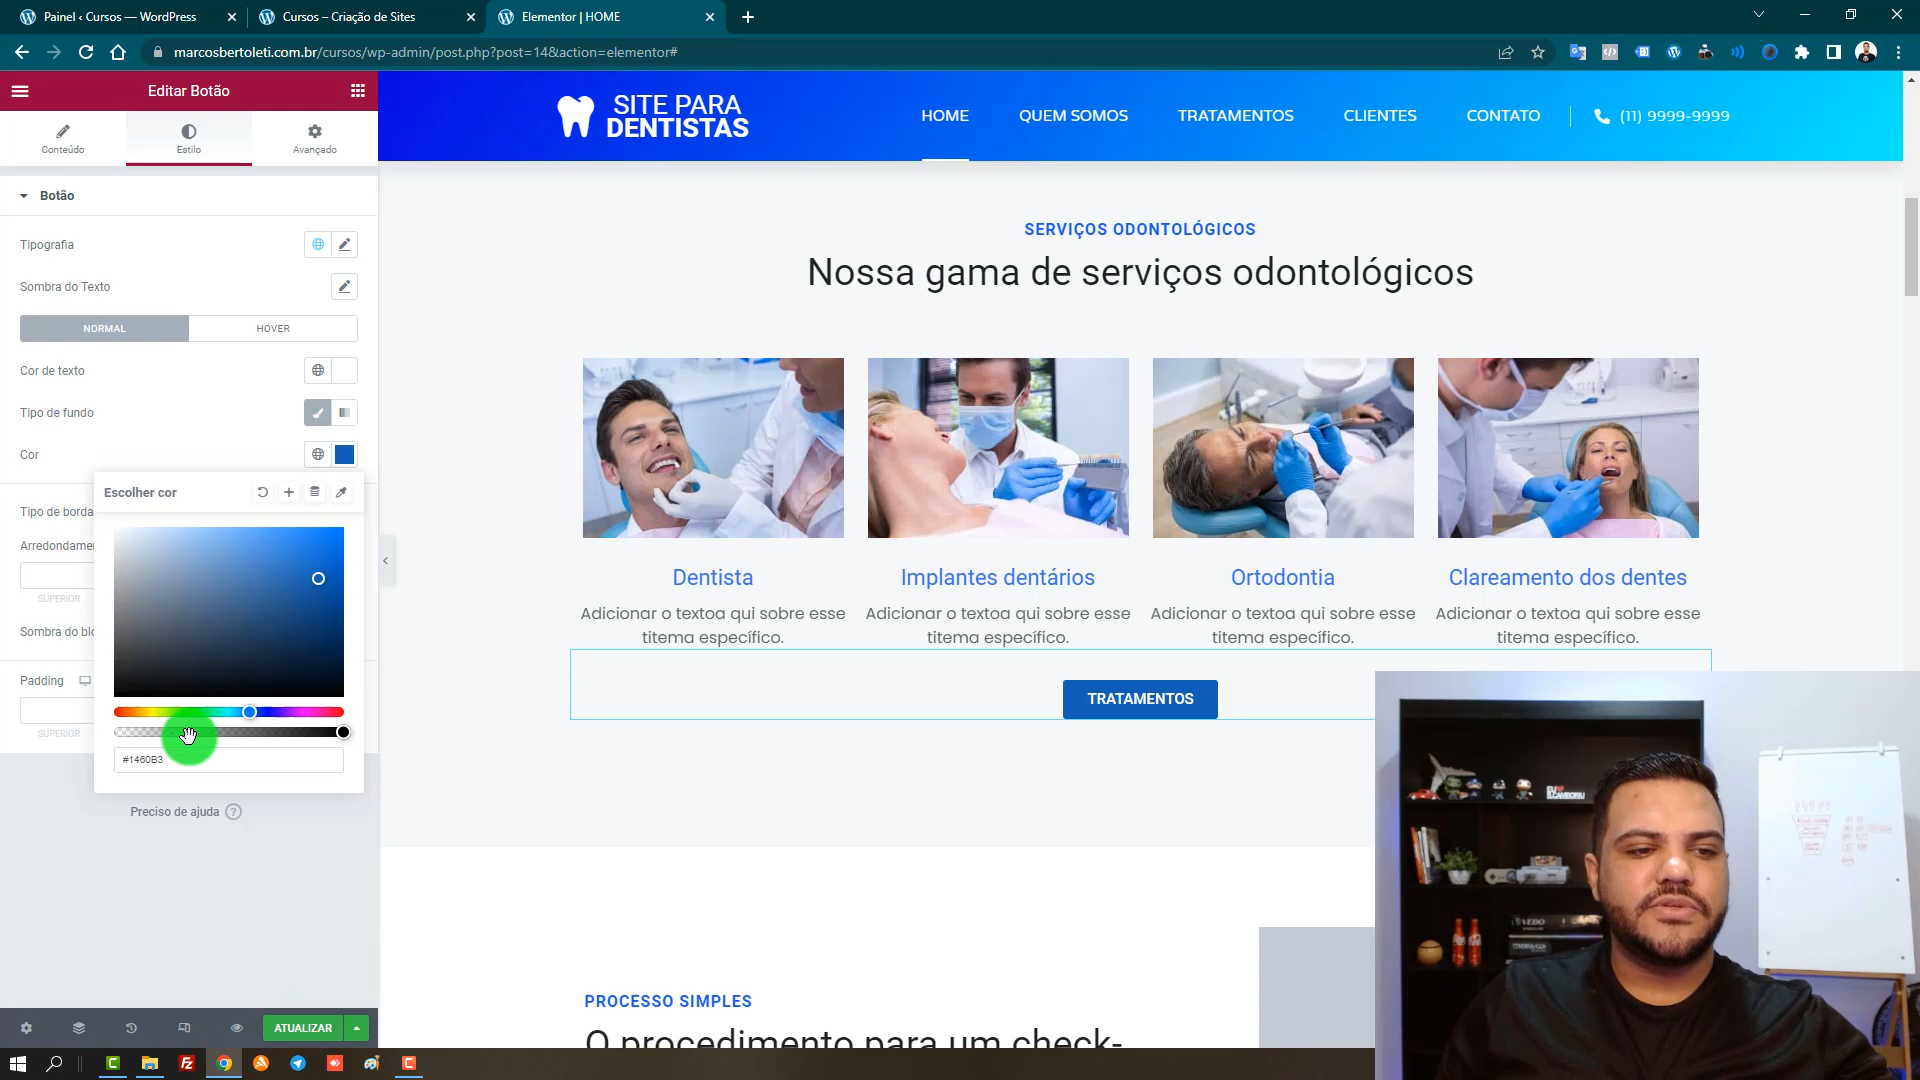 Painel ‹ Cursos — WordPress
Cursos – Criação de Sites
Elementor | HOME
marcosbertoleti.com.br/cursos/wp-admin/post.php?post=14&action=elementor#
Editar Botão
Conteúdo
Estilo
Avançado
Botão
Tipografia
Sombra do Texto
NORMAL
HOVER
Cor de texto
Tipo de fundo
Cor
Escolher cor
Tipo de borda
Arredondame
SUPERIOR
Sombra do bl
Padding
SUPERIOR
#1460B3
Preciso de ajuda ?
ATUALIZAR
SITE PARA
DENTISTAS
HOME
QUEM SOMOS
TRATAMENTOS
CLIENTES
CONTATO
(11) 9999-9999
SERVIÇOS ODONTOLÓGICOS
Nossa gama de serviços odontológicos
Dentista
Adicionar o textoa qui sobre esse
titema específico.
Implantes dentários
Adicionar o textoa qui sobre esse
titema específico.
Ortodontia
Adicionar o textoa qui sobre esse
titema específico.
Clareamento dos dentes
Adicionar o textoa qui sobre esse
titema específico.
TRATAMENTOS
PROCESSO SIMPLES
O procedimento para um check-